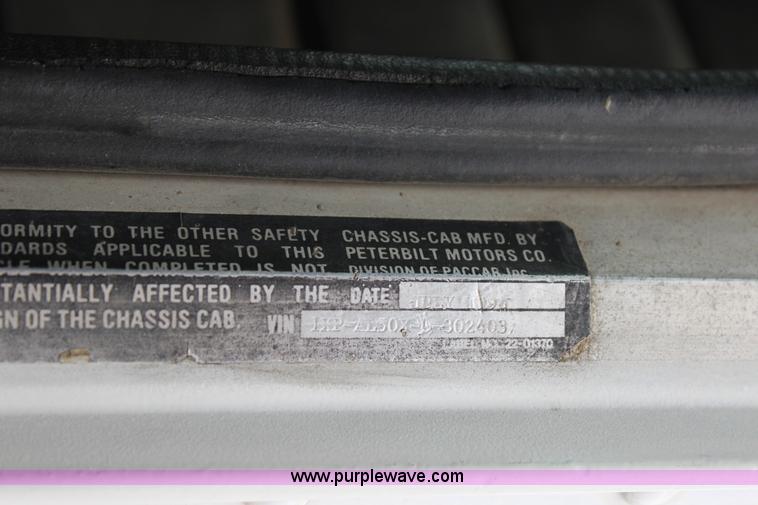 ORMITY TO THE OTHER SAFETY CHASSIS-CAB MFD. BY
DARDS APPLICABLE TO THIS PETERBILT MOTORS CO.
CLE WHEN COMPLETED IS NOT DIVISION OF PACCAR Inc.
TANTIALLY AFFECTED BY THE DATE
GN OF THE CHASSIS CAB. VIN
22-01370
www.purplewave.com